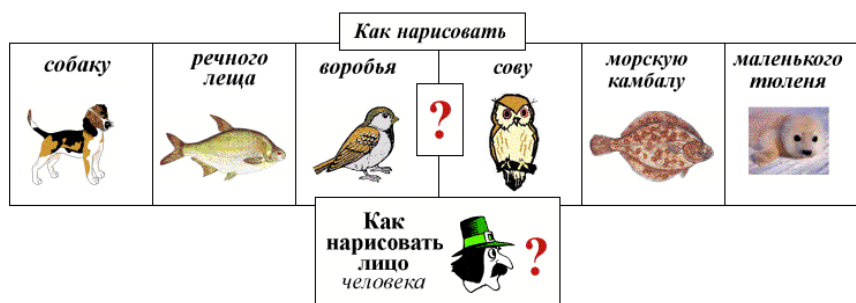 Как нарисовать
собаку
речного
леща
воробья
?
сову
морскую
камбалу
маленького
тюленя
Как
нарисовать
лицо
человека
?